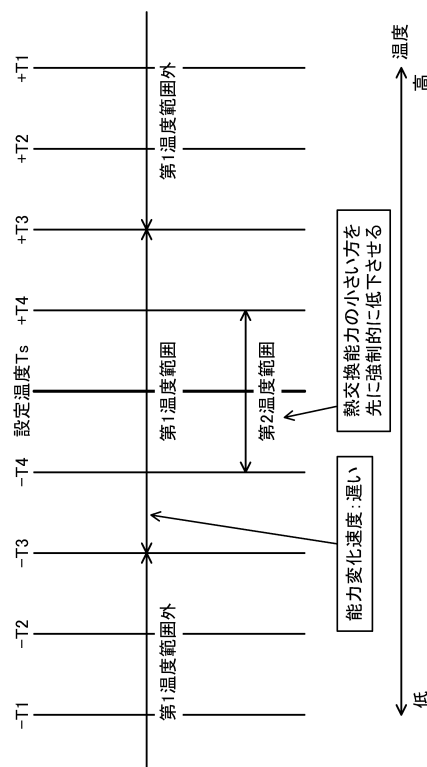 -T1
-T2
-T3
-T4
設定温度Ts
+T4
+T3
+T2
+T1
第1温度範囲外
第1温度範囲
第1温度範囲外
第2温度範囲
能力変化速度:遅い
熱交換能力の小さい方を
先に強制的に低下させる
低
高
温度